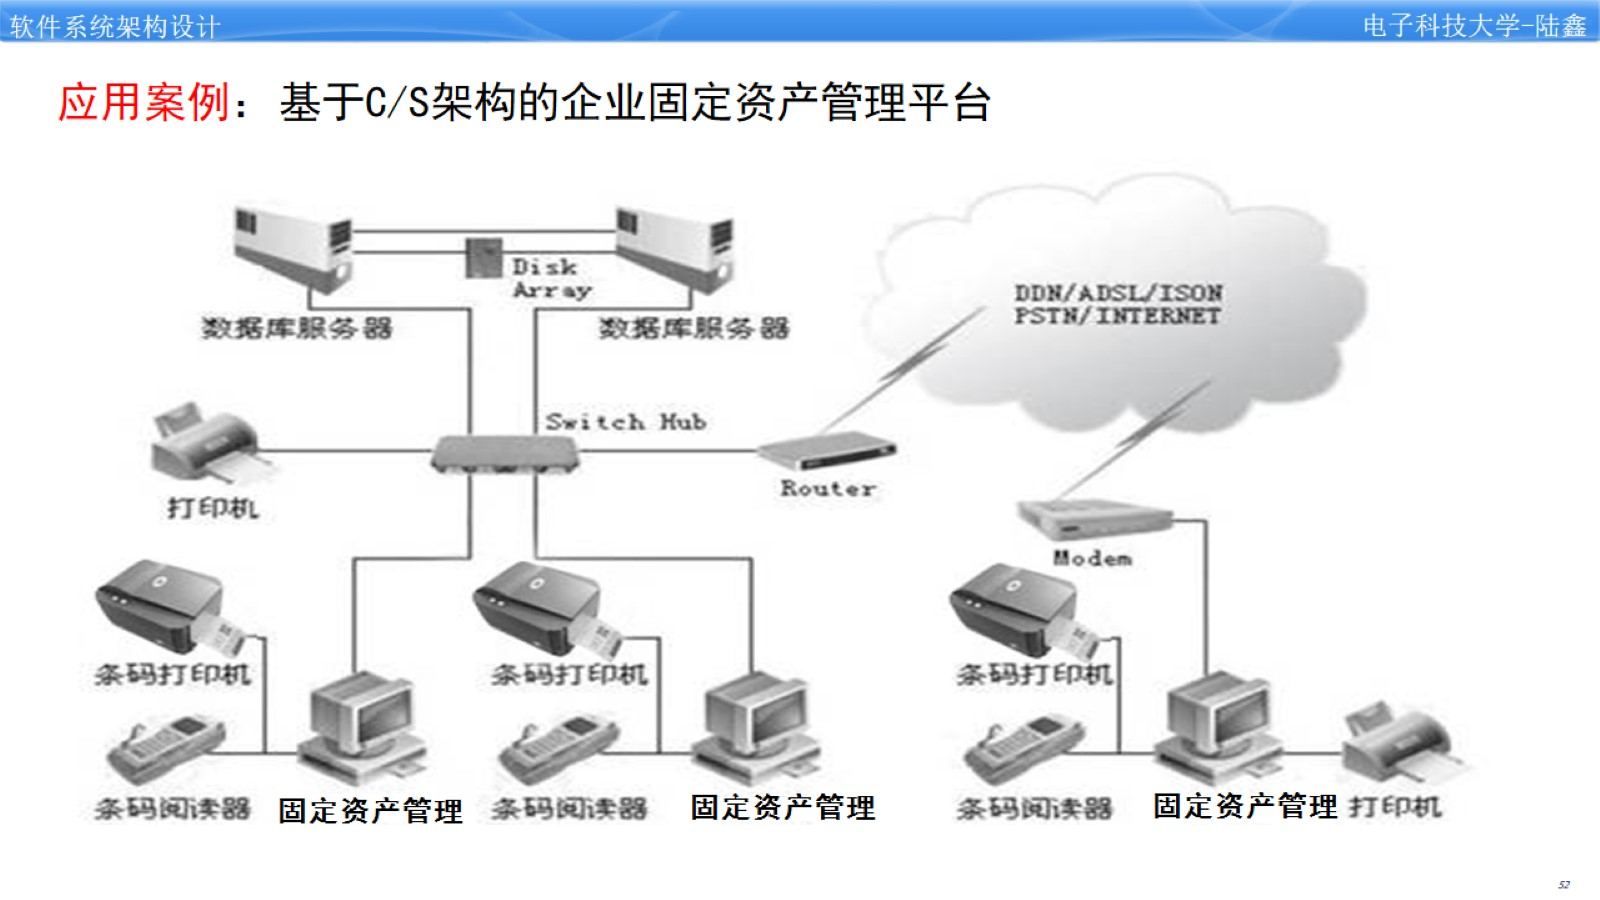 软件系统架构设计
电子科技大学-陆鑫
应用案例：基于C/S架构的企业固定资产管理平台
Disk
Array
数据库服务器
数据库服务器
DDN/ADSL/ISON
PSTN/INTERNET
Switch Hub
打印机
Router
Modem
条码打印机
条码打印机
条码打印机
条码阅读器
固定资产管理
条码阅读器
固定资产管理
条码阅读器
固定资产管理
打印机
52